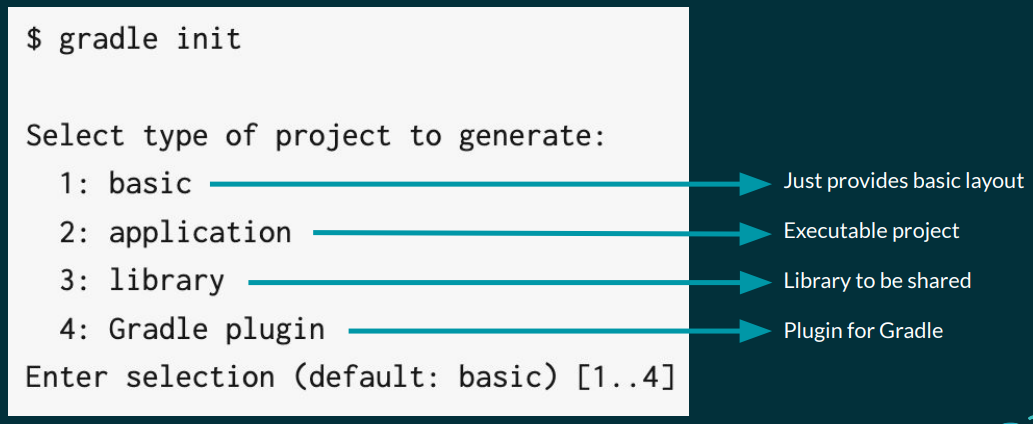 $ gradle init
Select type of project to generate:
1: basic
Just provides basic layout
2: application
Executable project
3: library
Library to be shared
4: Gradle plugin
Plugin for Gradle
Enter selection (default: basic) [1..4]